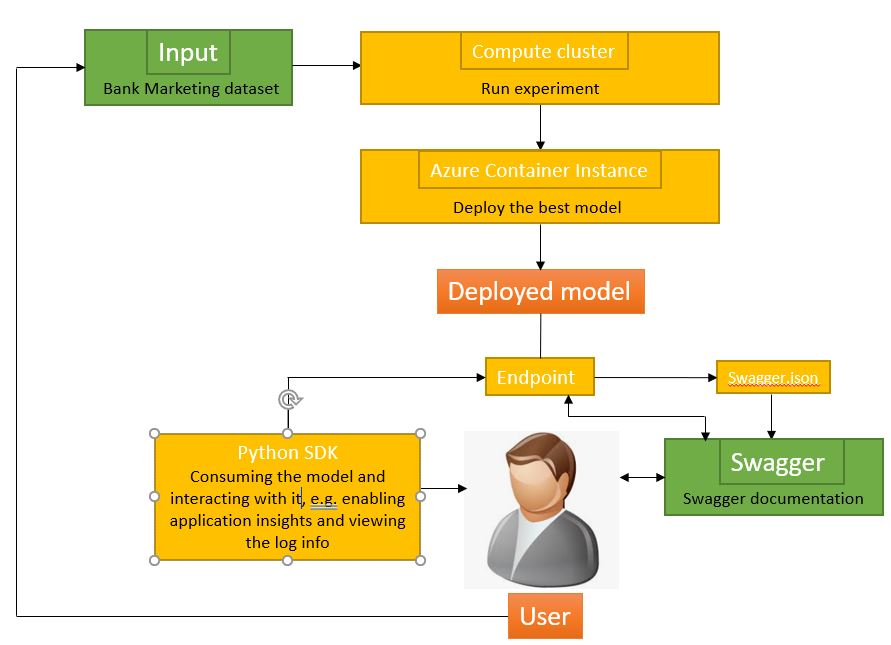 Input
Bank Marketing dataset
Compute cluster
Run experiment
Azure Container Instance
Deploy the best model
Deployed model
Endpoint
Swagger.json
Python SDK
Consuming the model and
interacting with it, e.g. enabling
application insights and viewing
the log info
Swagger
Swagger documentation
User